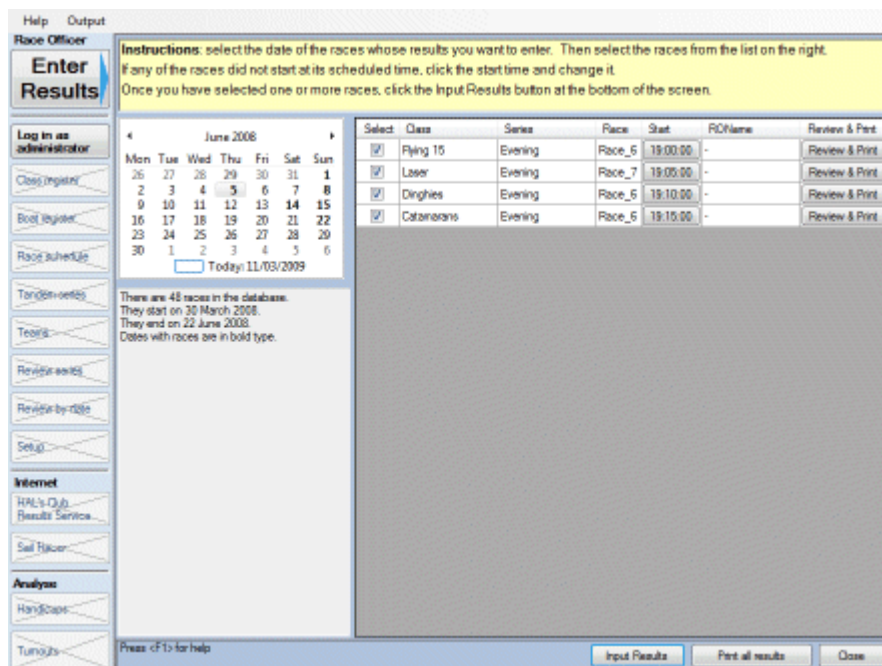 Help Output
Race Officer
Enter
Results
Log in as
administrator
Class register
Boat register
Race schedule
Tandem series
Teams
Review series
Review by date
Setup
Internet
HAL's Club
Results Service
Sail Racer
Analyse
Handicaps
Turnouts
Instructions: select the date of the races whose results you want to enter. Then select the races from the list on the right.
If any of the races did not start at its scheduled time, click the start time and change it.
Once you have selected one or more races, click the Input Results button at the bottom of the screen.
June 2008
Mon Tue Wed Thu Fri Sat Sun
26 27 28 29 30 31 1
2 3 4 5 6 7 8
9 10 11 12 13 14 15
16 17 18 19 20 21 22
23 24 25 26 27 28 29
30 1 2 3 4 5 6
Today: 11/03/2009
There are 48 races in the database.
They start on 30 March 2008.
They end on 22 June 2008.
Dates with races are in bold type.
Select Class Series Race Start ROName Review & Print
Flying 15 Evening Race_6 19:00:00 - Review & Print
Laser Evening Race_7 19:05:00 - Review & Print
Dinghies Evening Race_6 19:10:00 - Review & Print
Catamarans Evening Race_6 19:15:00 - Review & Print
Press <F1> for help
Input Results Print all results Close